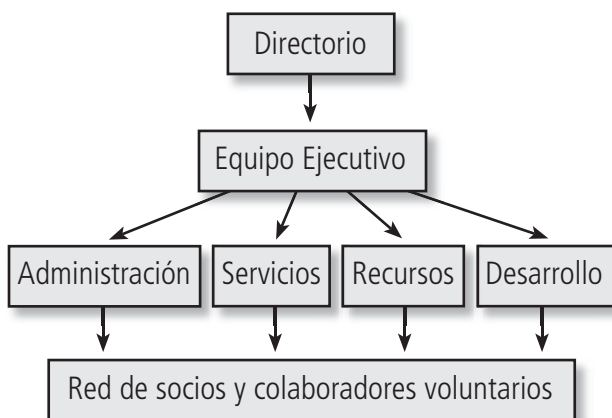 Directorio
Equipo Ejecutivo
Administración
Servicios
Recursos
Desarrollo
Red de socios y colaboradores voluntarios